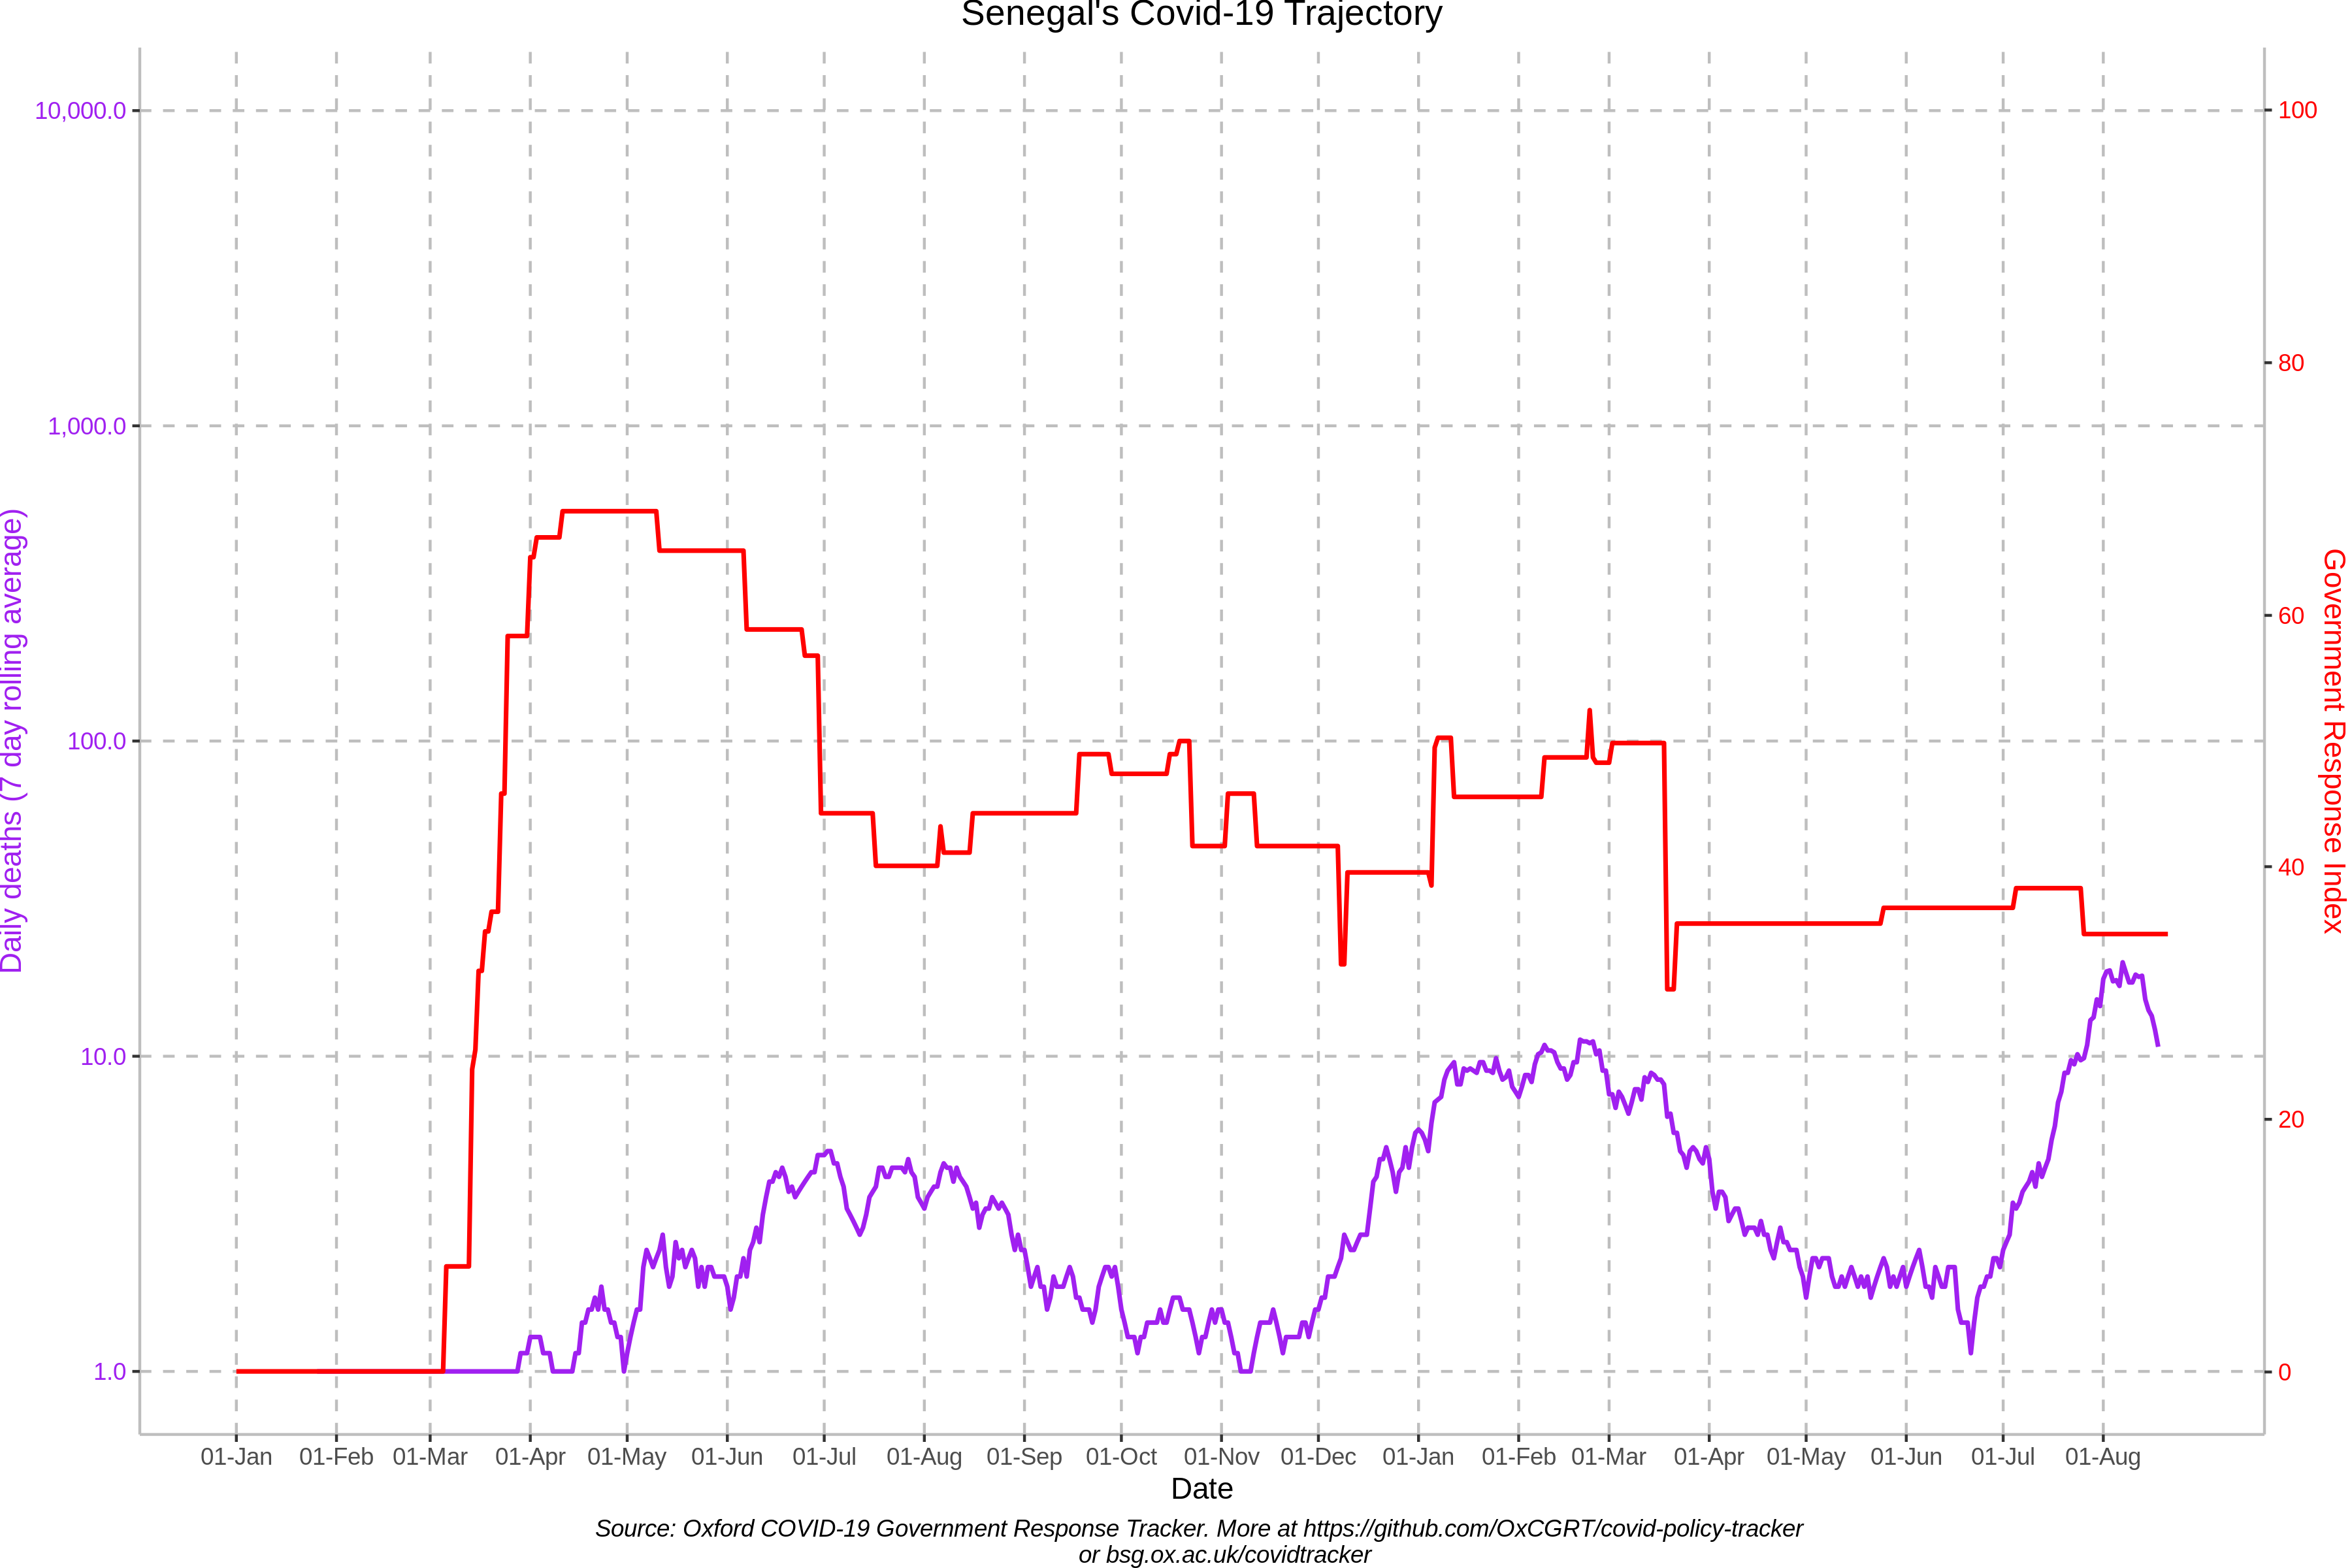 Senegal's Covid-19 Trajectory
10,000.0
1,000.0
100.0
10.0
1.0
Daily deaths (7 day rolling average)
100
80
60
40
20
0
Government Response Index
01-Jan 01-Feb 01-Mar 01-Apr 01-May 01-Jun 01-Jul 01-Aug 01-Sep 01-Oct 01-Nov 01-Dec 01-Jan 01-Feb 01-Mar 01-Apr 01-May 01-Jun 01-Jul 01-Aug
Date
Source: Oxford COVID-19 Government Response Tracker. More at https://github.com/OxCGRT/covid-policy-tracker
or bsg.ox.ac.uk/covidtracker